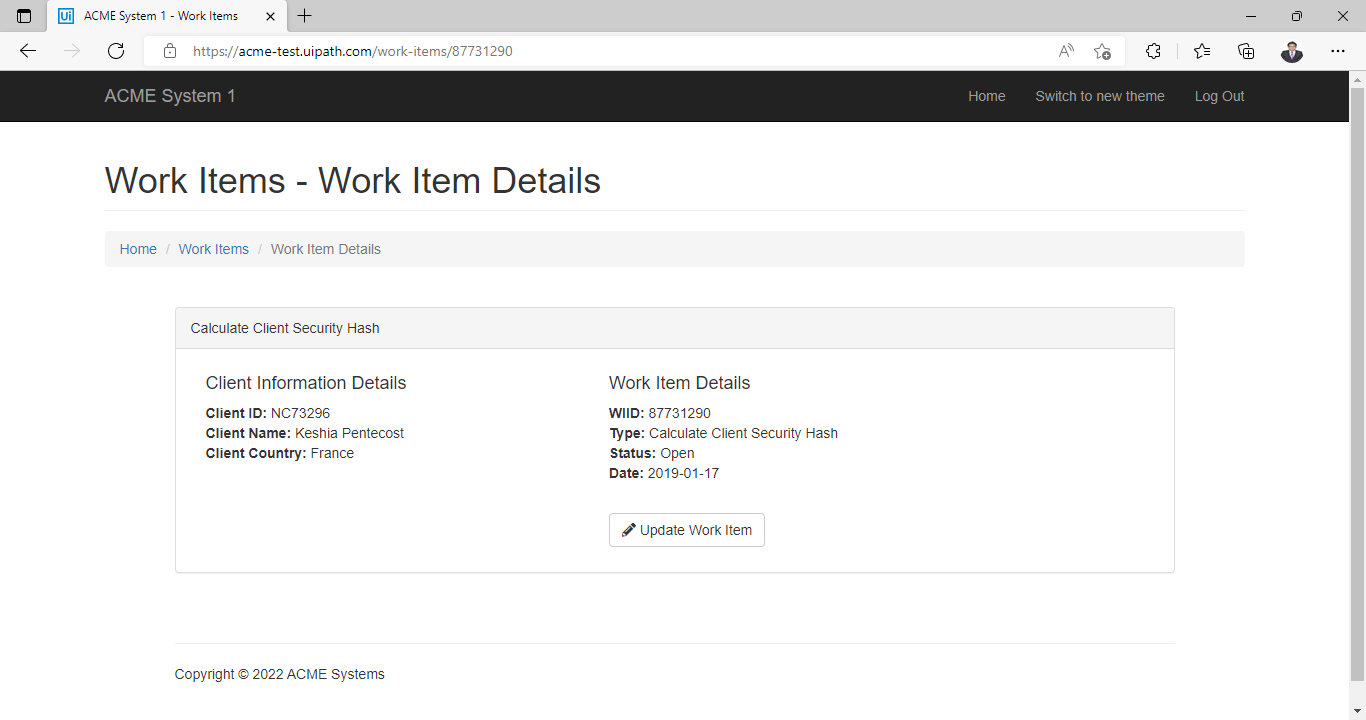 ACME System 1 - Work Items
https://acme-test.uipath.com/work-items/87731290
ACME System 1 Home Switch to new theme Log Out
Work Items - Work Item Details
Home / Work Items / Work Item Details
Calculate Client Security Hash
Client Information Details
Client ID: NC73296
Client Name: Keshia Pentecost
Client Country: France
Work Item Details
WIID: 87731290
Type: Calculate Client Security Hash
Status: Open
Date: 2019-01-17
Update Work Item
Copyright © 2022 ACME Systems